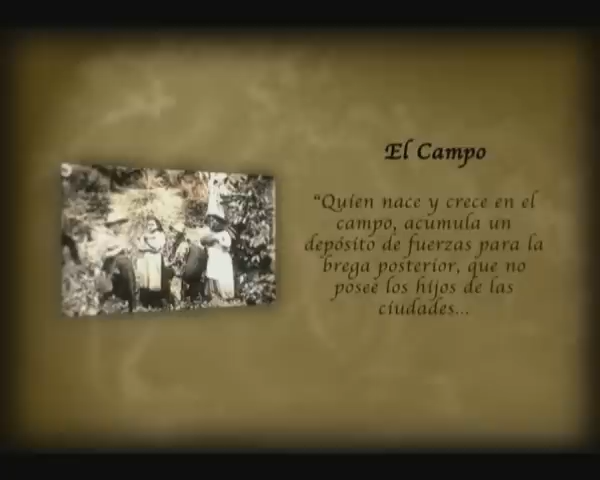 El Campo
"Quien nace y crece en el
campo, acumula un
depósito de fuerzas para la
brega posterior, que no
posee los hijos de las
ciudades...